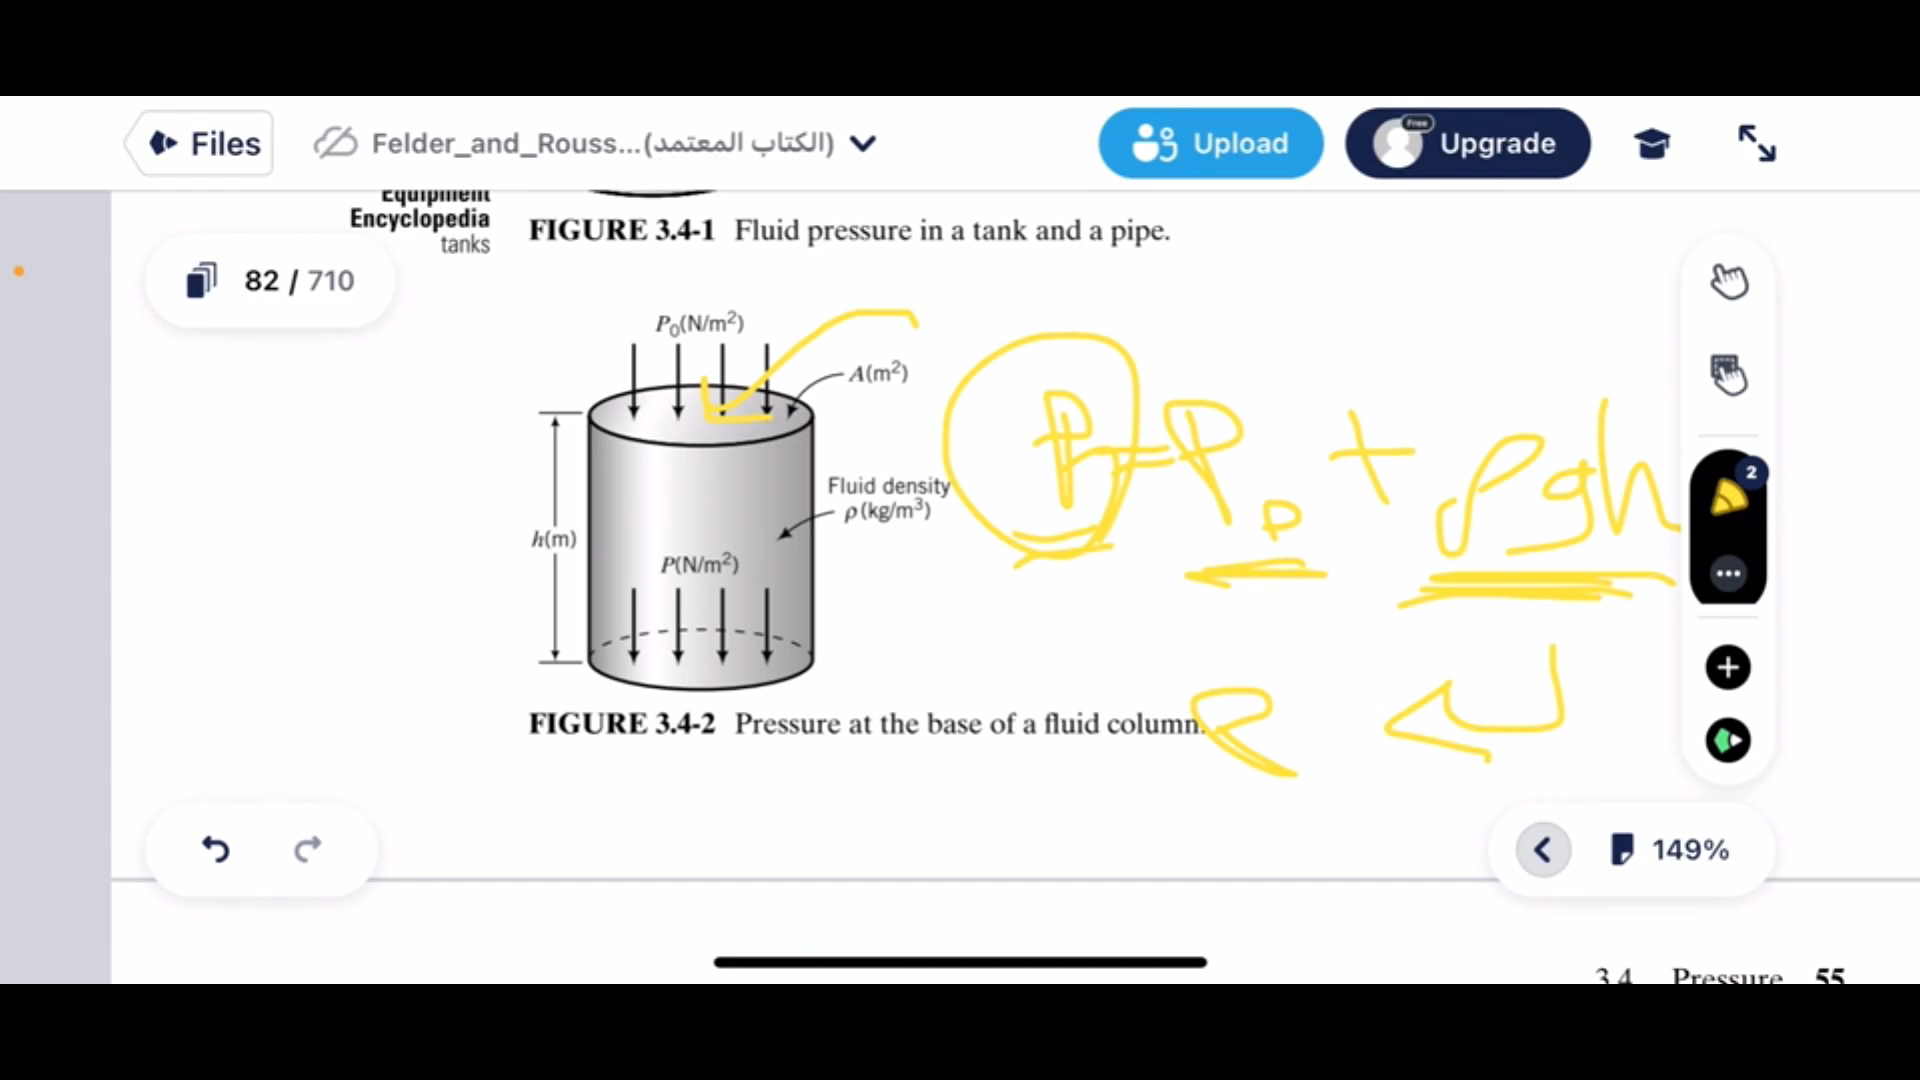 Files
Felder_and_Rouss...(الكتاب المعتمد)
Upload
Free
Upgrade
Equipment
Encyclopedia
tanks
FIGURE 3.4-1 Fluid pressure in a tank and a pipe.
82 / 710
P₀(N/m²)
A(m²)
Fluid density
ρ(kg/m³)
h(m)
P(N/m²)
P = P₀ + ρgh
2
FIGURE 3.4-2 Pressure at the base of a fluid column.
149%
3.4 Pressure 55